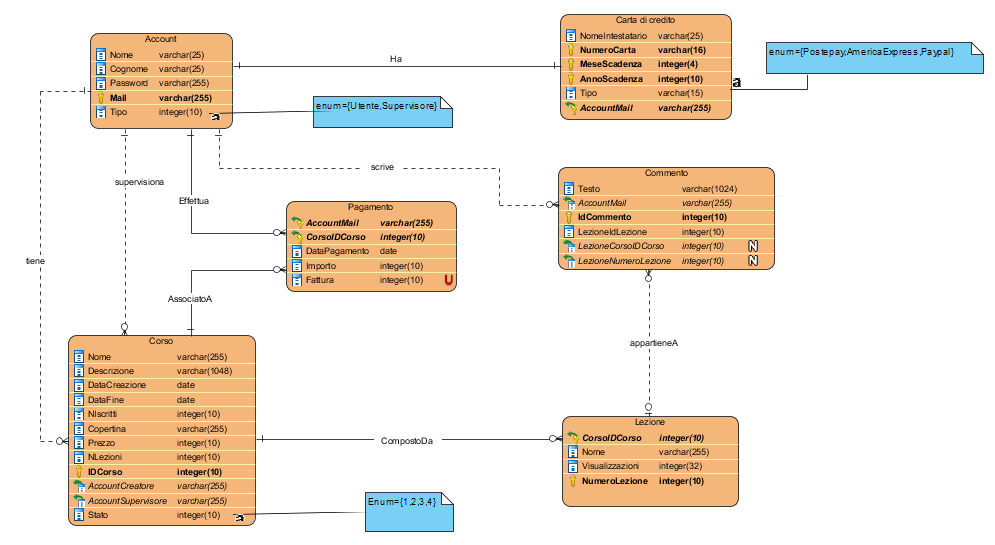 Account
Nome varchar(25)
Cognome varchar(25)
Password varchar(255)
Mail varchar(255)
Tipo integer(10)
a
enum={Utente,Supervisore}
Ha
Carta di credito
NomeIntestatario varchar(25)
NumeroCarta varchar(16)
MeseScadenza integer(4)
AnnoScadenza integer(10)
Tipo varchar(15)
AccountMail varchar(255)
a
enum={Postepay,AmericaExpress,Paypal}
supervisiona
Effettua
scrive
tiene
Pagamento
AccountMail varchar(255)
CorsoIDCorso integer(10)
DataPagamento date
Importo integer(10)
Fattura integer(10) U
AssociatoA
Commento
Testo varchar(1024)
AccountMail varchar(255)
IdCommento integer(10)
LezioneIdLezione integer(10)
LezioneCorsoIDCorso integer(10) N
LezioneNumeroLezione integer(10) N
appartieneA
Corso
Nome varchar(255)
Descrizione varchar(1048)
DataCreazione date
DataFine date
NIscritti integer(10)
Copertina varchar(255)
Prezzo integer(10)
NLezioni integer(10)
IDCorso integer(10)
AccountCreatore varchar(255)
AccountSupervisore varchar(255)
Stato integer(10)
a
Enum={1,2,3,4}
CompostoDa
Lezione
CorsoIDCorso integer(10)
Nome varchar(255)
Visualizzazioni integer(32)
NumeroLezione integer(10)